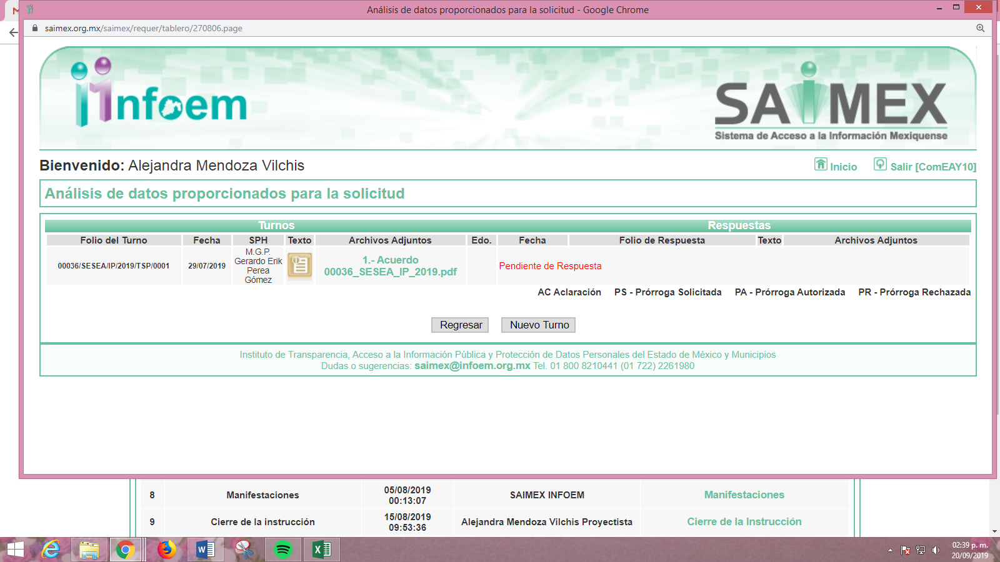 Análisis de datos proporcionados para la solicitud - Google Chrome
saimex.org.mx/saimex/requer/tablero/270806.page
infoem
SAIMEX
Sistema de Acceso a la Información Mexiquense
Bienvenido: Alejandra Mendoza Vilchis
Inicio Salir [ComEAY10]
Análisis de datos proporcionados para la solicitud
Turnos Respuestas
Folio del Turno Fecha SPH Texto Archivos Adjuntos Edo. Fecha Folio de Respuesta Texto Archivos Adjuntos
00036/SESEA/IP/2019/TSP/0001 29/07/2019
M.G.P.
Gerardo Erik
Perea
Gómez
1.- Acuerdo
00036_SESEA_IP_2019.pdf
Pendiente de Respuesta
AC Aclaración PS - Prórroga Solicitada PA - Prórroga Autorizada PR - Prórroga Rechazada
Regresar Nuevo Turno
Instituto de Transparencia, Acceso a la Información Pública y Protección de Datos Personales del Estado de México y Municipios
Dudas o sugerencias: saimex@infoem.org.mx Tel. 01 800 8210441 (01 722) 2261980
8 Manifestaciones 05/08/2019 00:13:07 SAIMEX INFOEM Manifestaciones
9 Cierre de la instrucción 15/08/2019 09:53:36 Alejandra Mendoza Vilchis Proyectista Cierre de la Instrucción
02:39 p. m.
20/09/2019